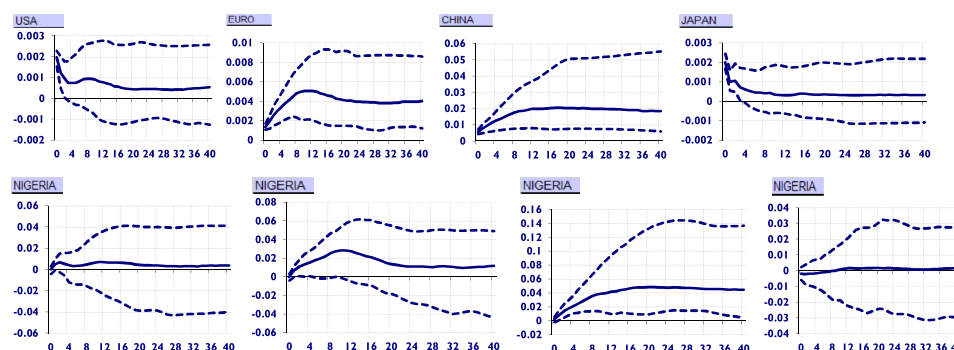 USA EURO CHINA JAPAN
0.003 0.01 0.06 0.003
0.002 0.008 0.05 0.002
0.001 0.006 0.04 0.001
0 0.004 0.03 0
-0.001 0.002 0.02 -0.001
-0.002 0 0.01 -0.002
0
0 4 8 12 16 20 24 28 32 36 40 0 4 8 12 16 20 24 28 32 36 40 0 4 8 12 16 20 24 28 32 36 40 0 4 8 12 16 20 24 28 32 36 40
NIGERIA NIGERIA NIGERIA NIGERIA
0.06 0.08 0.16 0.04
0.04 0.06 0.14 0.03
0.02 0.04 0.12 0.02
0 0.02 0.1 0.01
-0.02 0 0.08 0
-0.04 -0.02 0.06 -0.01
-0.06 -0.04 0.04 -0.02
-0.06 0.02 -0.03
0 -0.04
-0.02
0 4 8 12 16 20 24 28 32 36 40 0 4 8 12 16 20 24 28 32 36 40 0 4 8 12 16 20 24 28 32 36 40 0 4 8 12 16 20 24 28 32 36 40